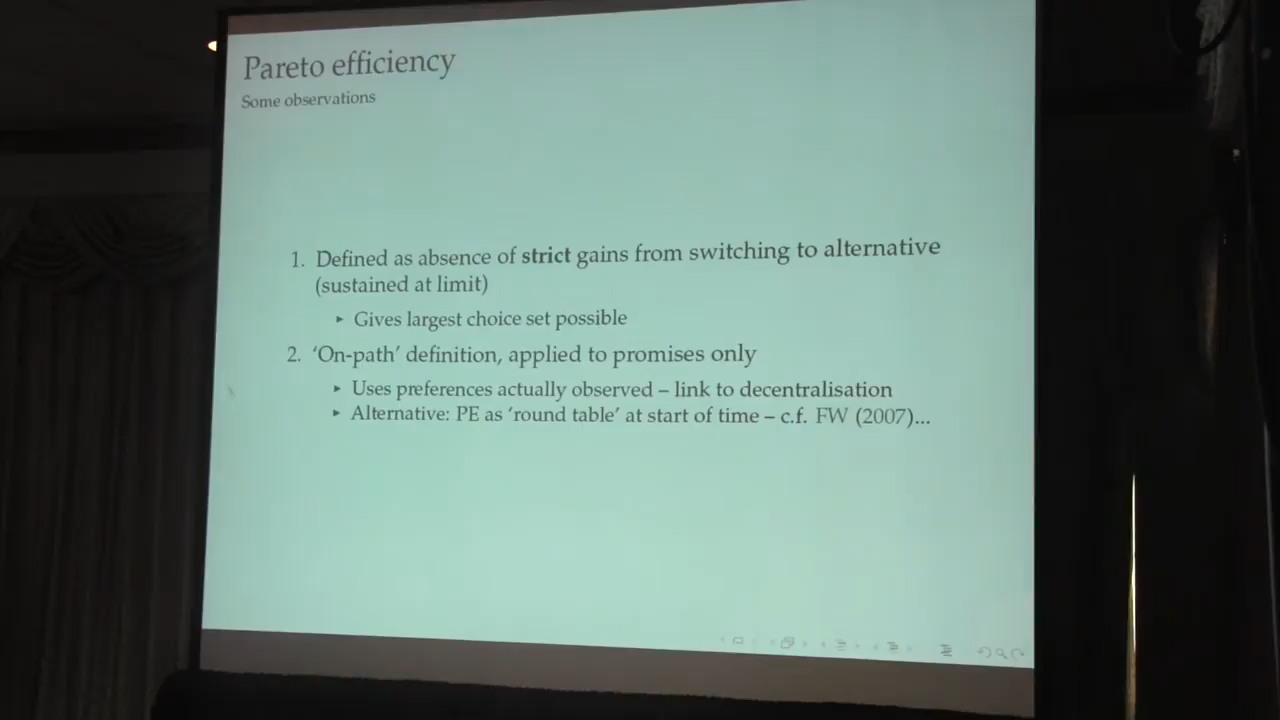 Pareto efficiency
Some observations
1. Defined as absence of strict gains from switching to alternative
(sustained at limit)
▸ Gives largest choice set possible
2. ‘On-path’ definition, applied to promises only
▸ Uses preferences actually observed – link to decentralisation
▸ Alternative: PE as ‘round table’ at start of time – c.f. FW (2007)...